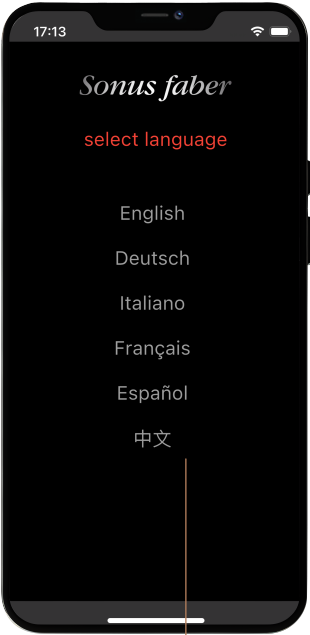 17:13
Sonus faber
select language
English
Deutsch
Italiano
Français
Español
中文